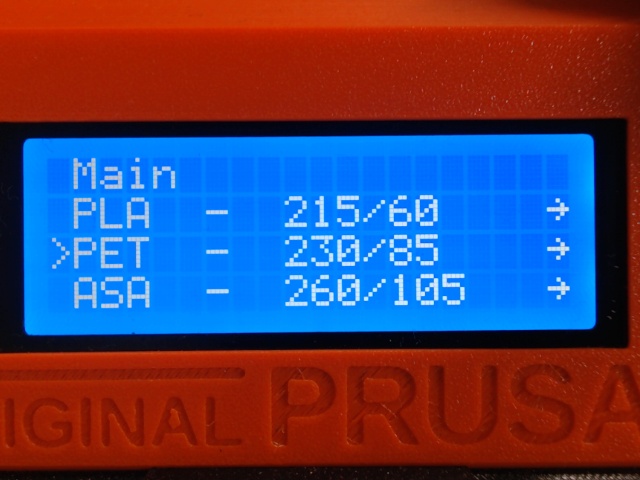 Main
PLA - 215/60 →
>PET - 230/85 →
ASA - 260/105 →
IGINAL PRUSA